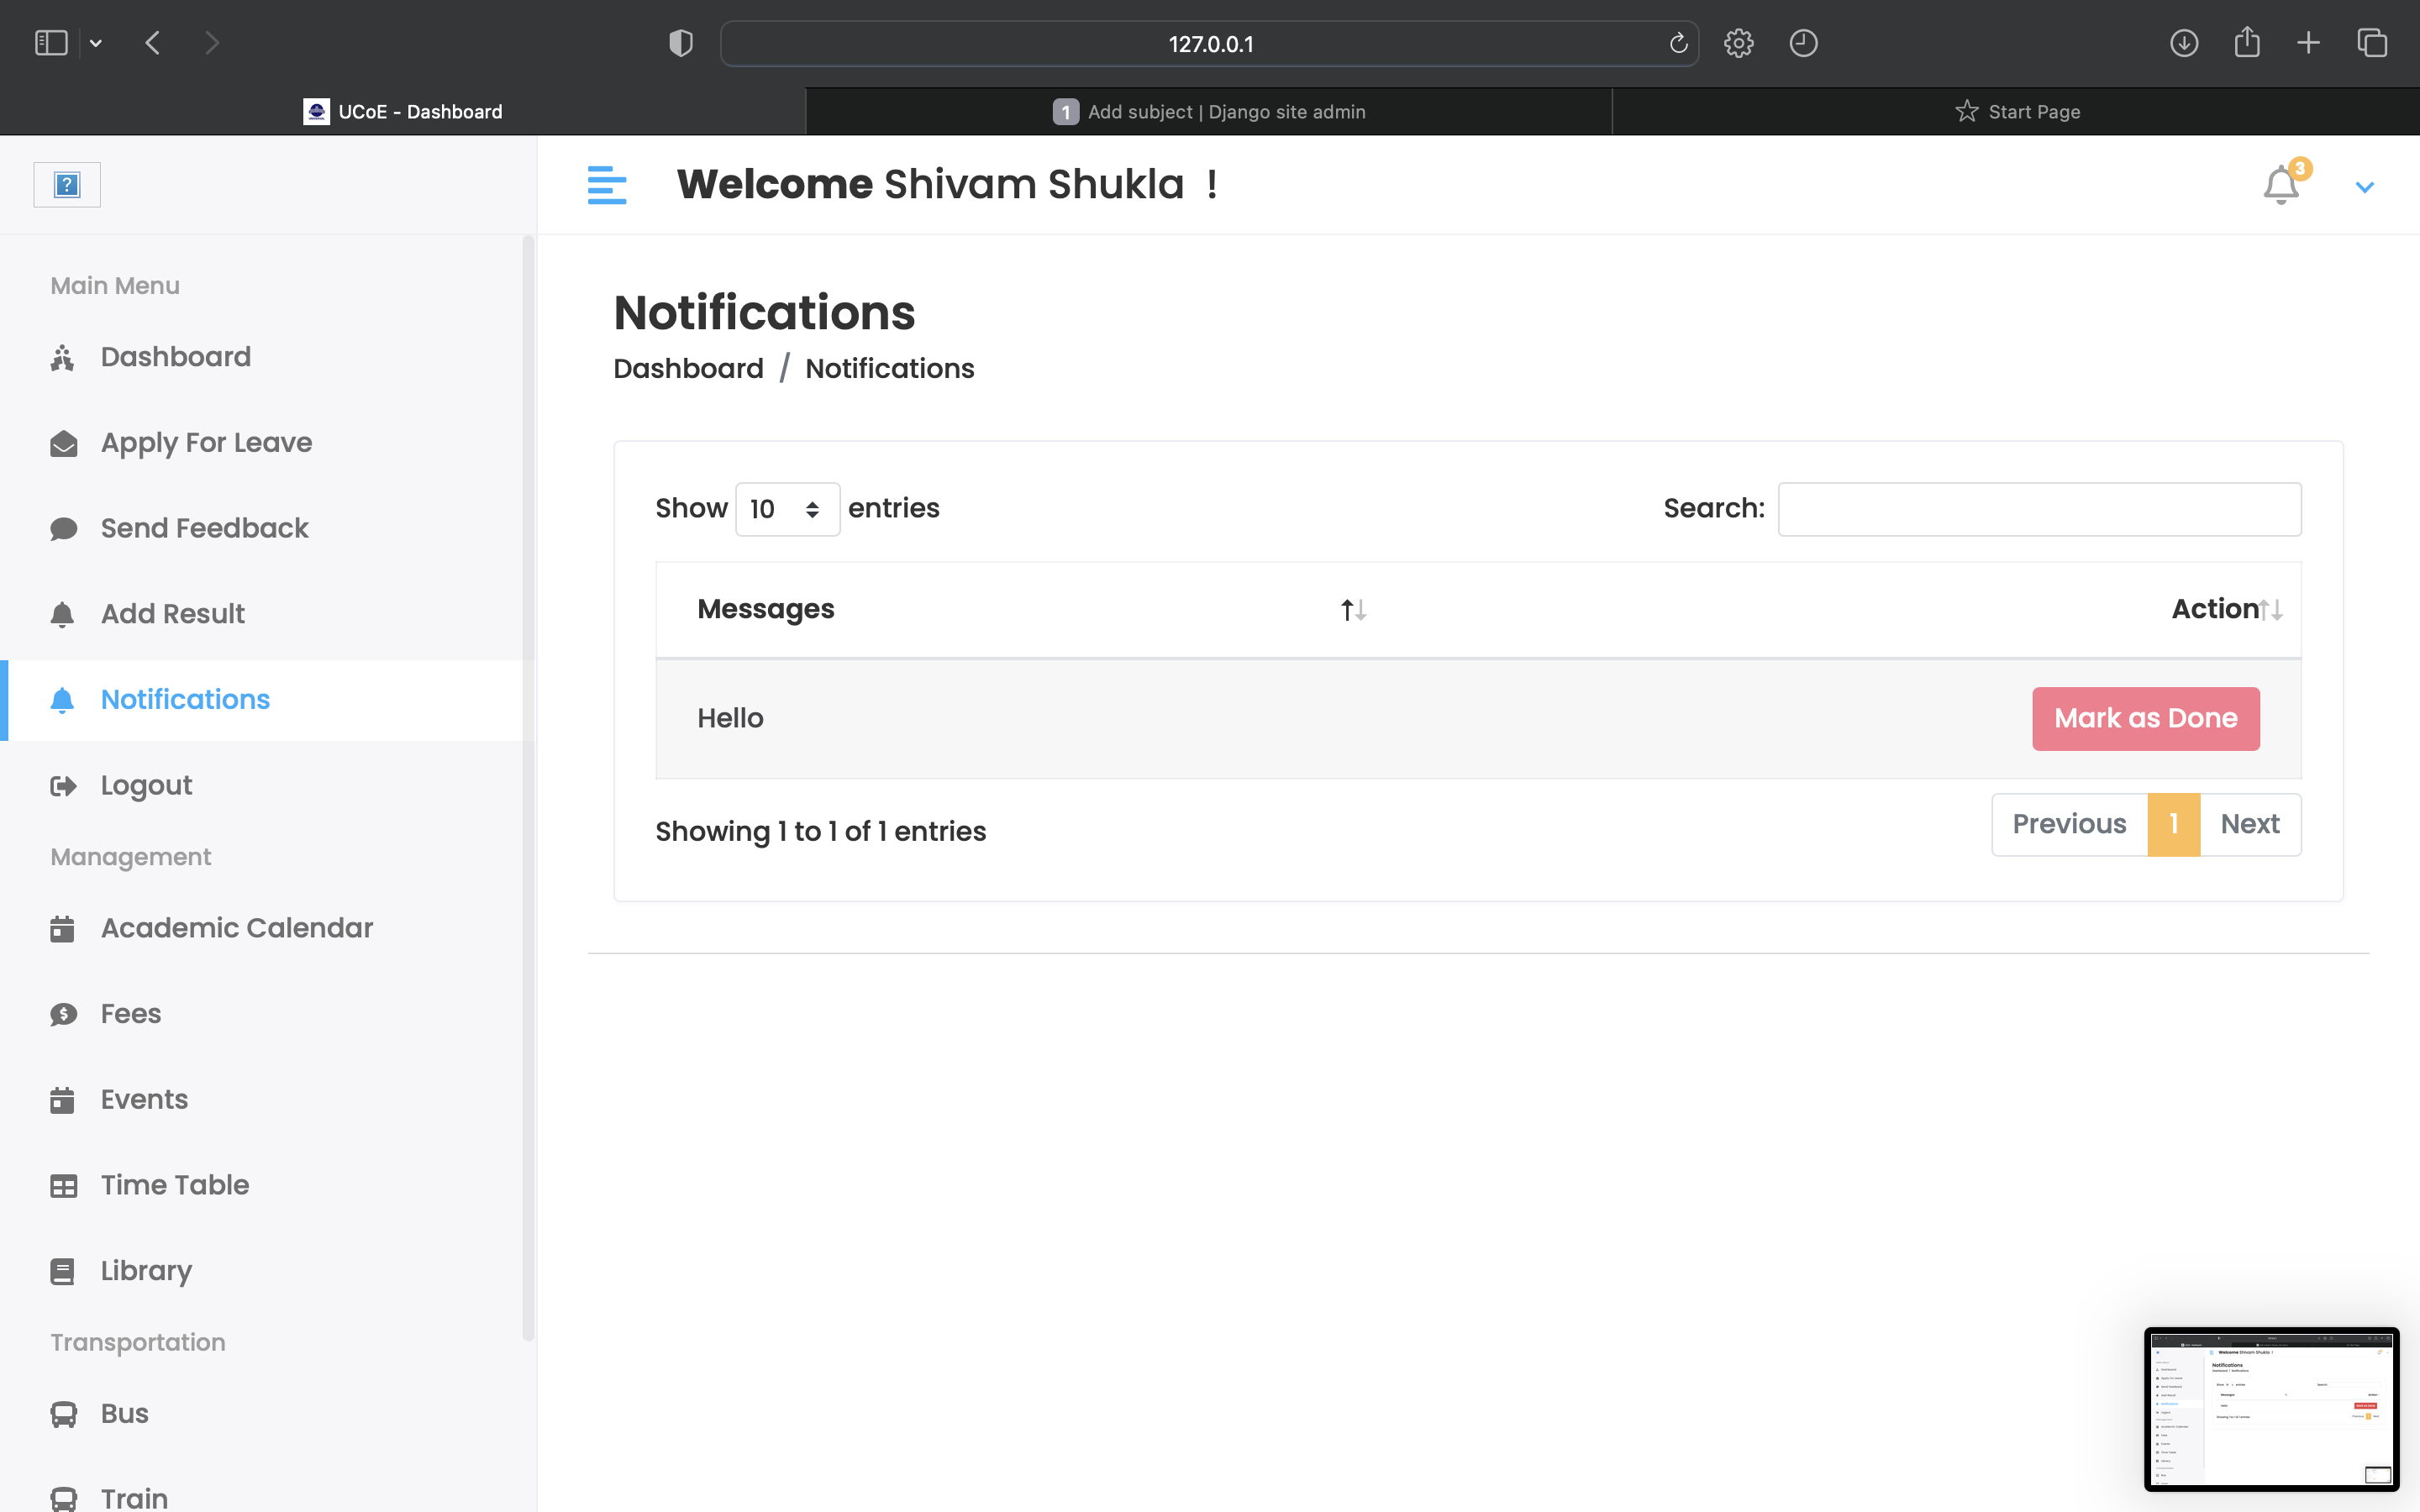 127.0.0.1
UCoE - Dashboard
1 Add subject | Django site admin
Start Page
Welcome Shivam Shukla !
3
Main Menu
Dashboard
Apply For Leave
Send Feedback
Add Result
Notifications
Logout
Management
Academic Calendar
Fees
Events
Time Table
Library
Transportation
Bus
Train
Notifications
Dashboard / Notifications
Show 10 entries
Search:
Messages
Action
Hello
Mark as Done
Showing 1 to 1 of 1 entries
Previous 1 Next